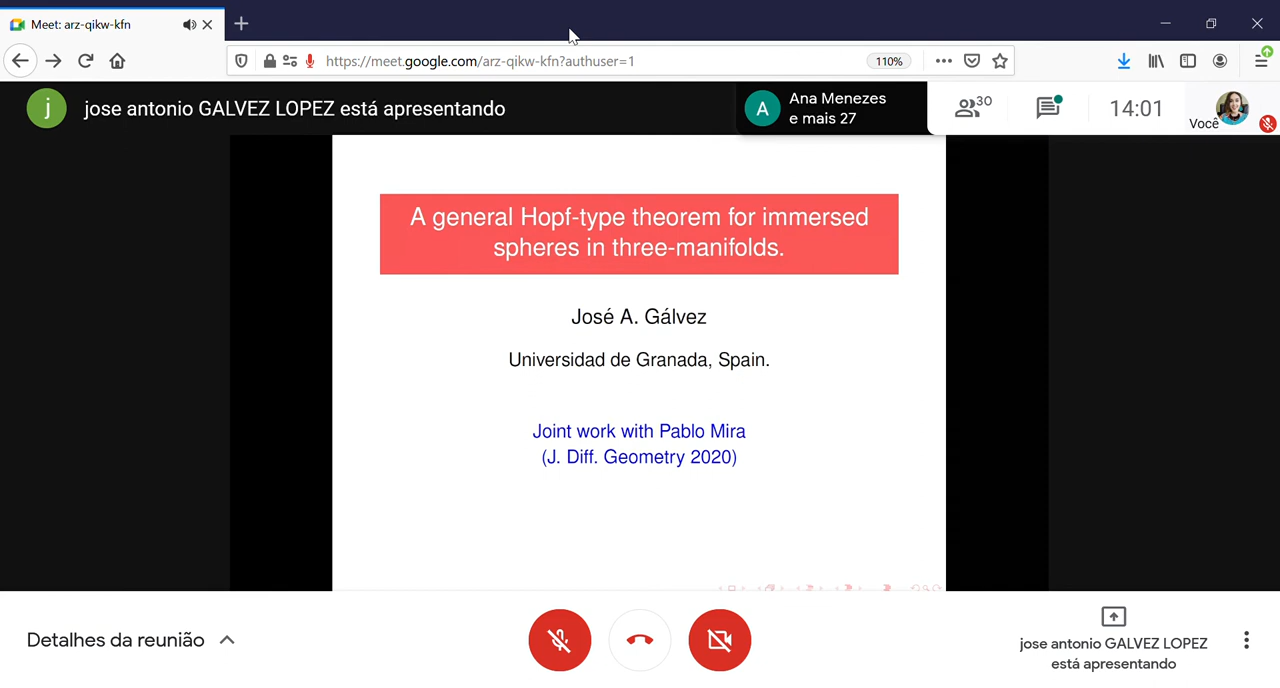 Meet: arz-qikw-kfn
https://meet.google.com/arz-qikw-kfn?authuser=1
110%
j
jose antonio GALVEZ LOPEZ está apresentando
A
Ana Menezes
e mais 27
30
14:01
Você
A general Hopf-type theorem for immersed
spheres in three-manifolds.
José A. Gálvez
Universidad de Granada, Spain.
Joint work with Pablo Mira
(J. Diff. Geometry 2020)
Detalhes da reunião
jose antonio GALVEZ LOPEZ
está apresentando